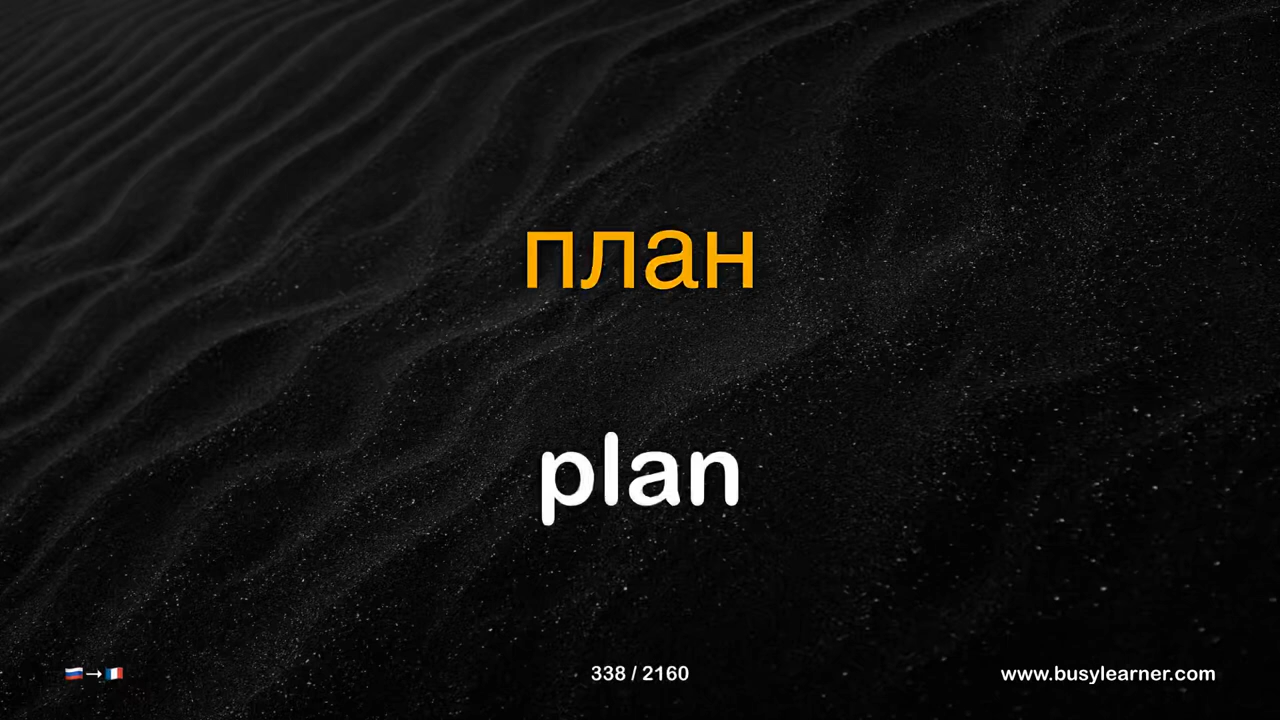 план
plan
🇷🇺→🇫🇷
338 / 2160
www.busylearner.com